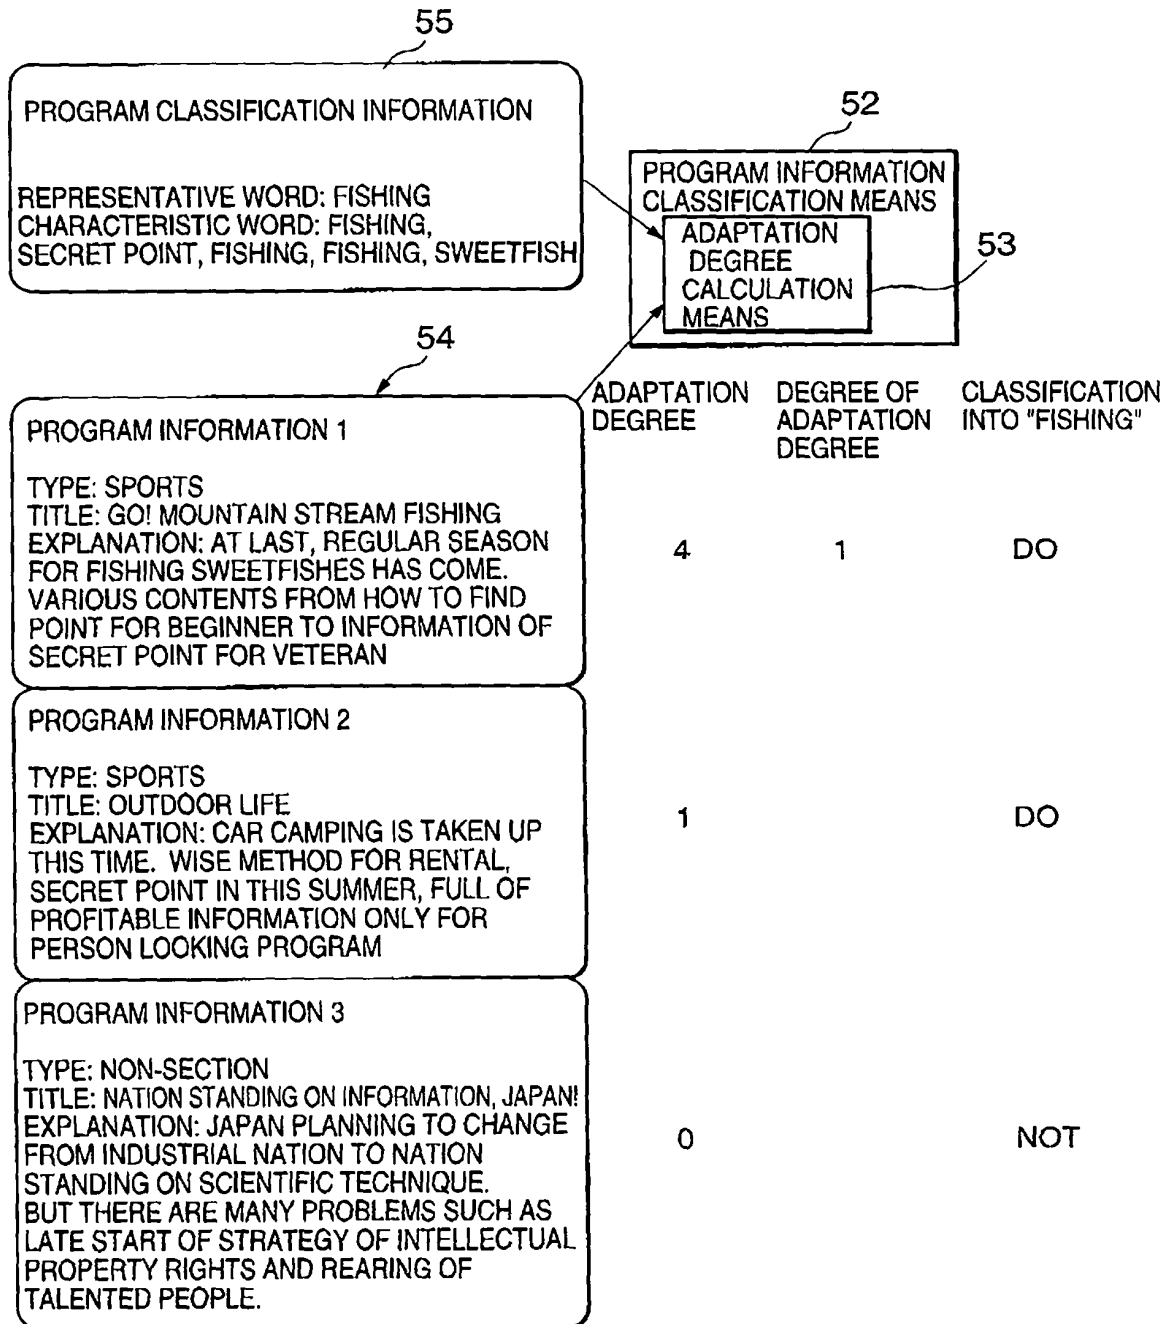 55
PROGRAM CLASSIFICATION INFORMATION
REPRESENTATIVE WORD: FISHING
CHARACTERISTIC WORD: FISHING,
SECRET POINT, FISHING, FISHING, SWEETFISH
52
PROGRAM INFORMATION
CLASSIFICATION MEANS
ADAPTATION
DEGREE
CALCULATION
MEANS
53
54
ADAPTATION
DEGREE
DEGREE OF
ADAPTATION
DEGREE
CLASSIFICATION
INTO "FISHING"
PROGRAM INFORMATION 1
TYPE: SPORTS
TITLE: GO! MOUNTAIN STREAM FISHING
EXPLANATION: AT LAST, REGULAR SEASON
FOR FISHING SWEETFISHES HAS COME.
VARIOUS CONTENTS FROM HOW TO FIND
POINT FOR BEGINNER TO INFORMATION OF
SECRET POINT FOR VETERAN
4 1 DO
PROGRAM INFORMATION 2
TYPE: SPORTS
TITLE: OUTDOOR LIFE
EXPLANATION: CAR CAMPING IS TAKEN UP
THIS TIME. WISE METHOD FOR RENTAL,
SECRET POINT IN THIS SUMMER, FULL OF
PROFITABLE INFORMATION ONLY FOR
PERSON LOOKING PROGRAM
1 DO
PROGRAM INFORMATION 3
TYPE: NON-SECTION
TITLE: NATION STANDING ON INFORMATION, JAPAN!
EXPLANATION: JAPAN PLANNING TO CHANGE
FROM INDUSTRIAL NATION TO NATION
STANDING ON SCIENTIFIC TECHNIQUE.
BUT THERE ARE MANY PROBLEMS SUCH AS
LATE START OF STRATEGY OF INTELLECTUAL
PROPERTY RIGHTS AND REARING OF
TALENTED PEOPLE.
0 NOT